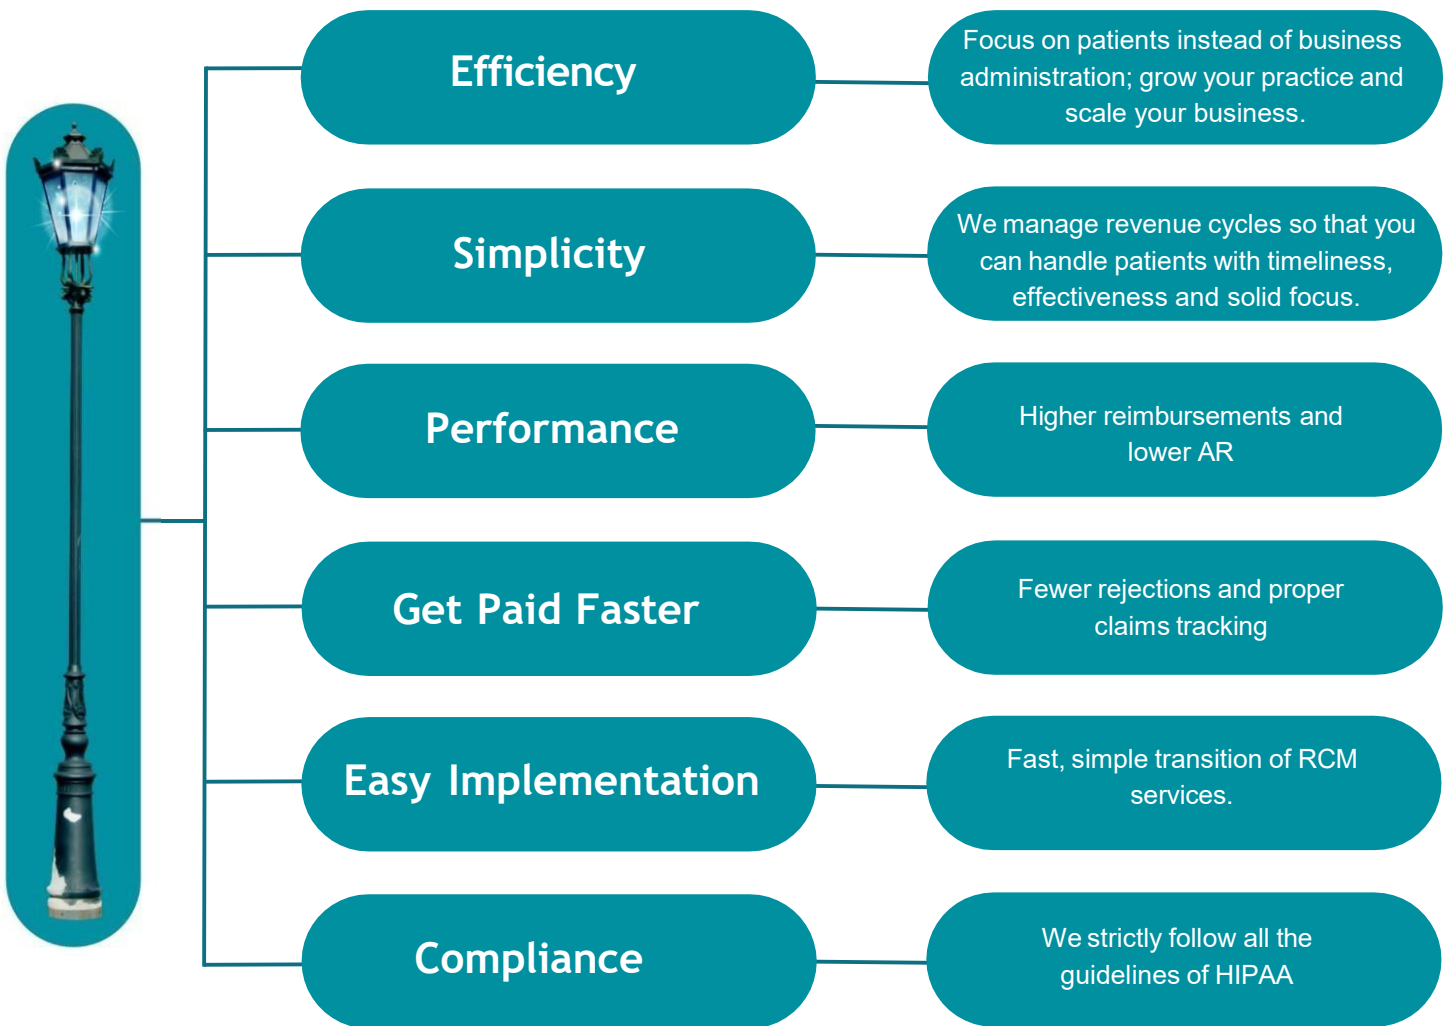 Efficiency
Focus on patients instead of business
administration; grow your practice and
scale your business.
Simplicity
We manage revenue cycles so that you
can handle patients with timeliness,
effectiveness and solid focus.
Performance
Higher reimbursements and
lower AR
Get Paid Faster
Fewer rejections and proper
claims tracking
Easy Implementation
Fast, simple transition of RCM
services.
Compliance
We strictly follow all the
guidelines of HIPAA